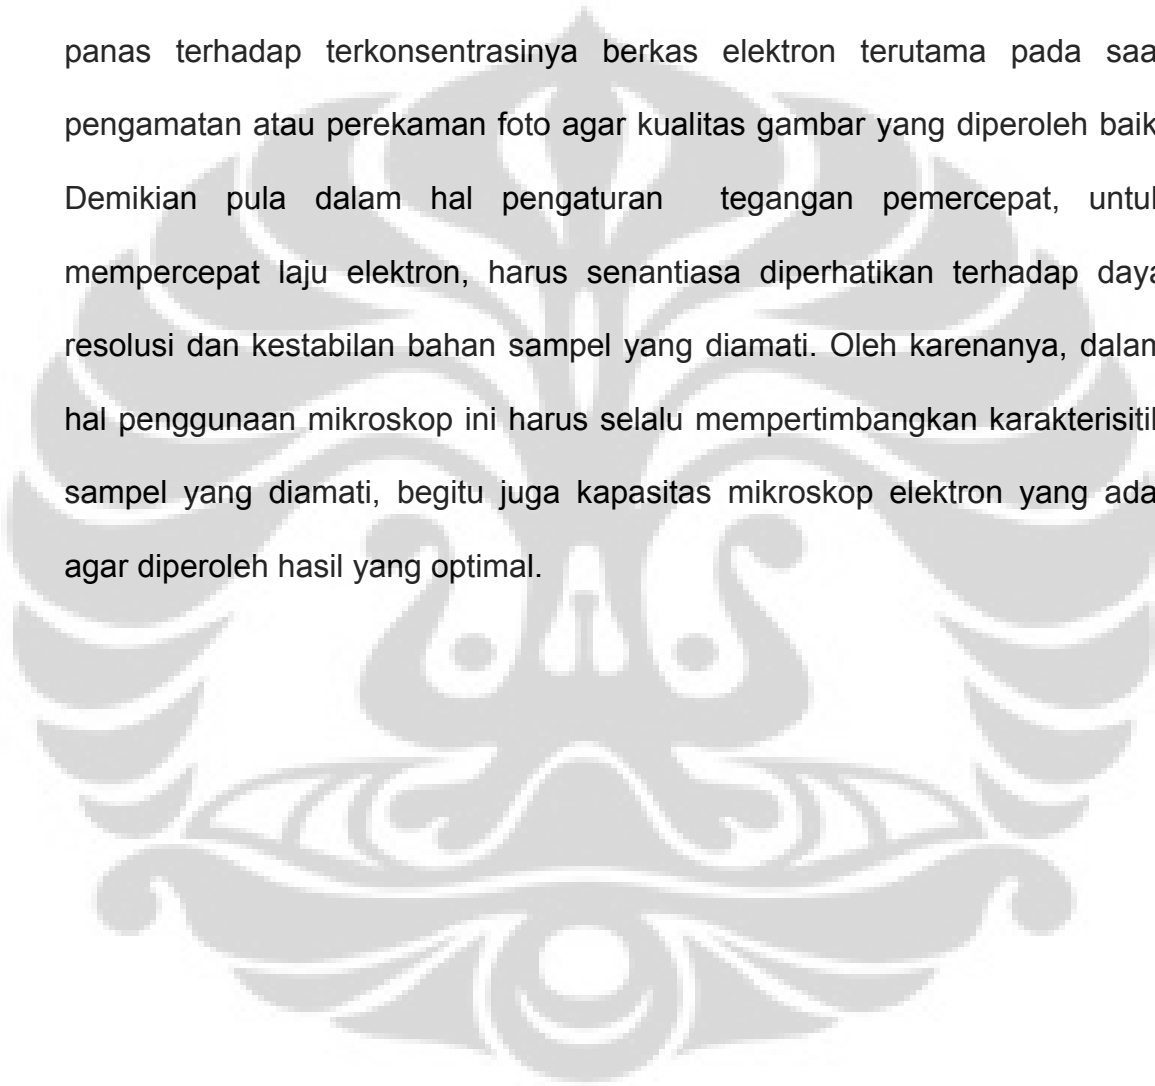 panas terhadap terkonsentrasinya berkas elektron terutama pada saa
pengamatan atau perekaman foto agar kualitas gambar yang diperoleh baik
Demikian pula dalam hal pengaturan tegangan pemercepat, untuk
mempercepat laju elektron, harus senantiasa diperhatikan terhadap daya
resolusi dan kestabilan bahan sampel yang diamati. Oleh karenanya, dalam
hal penggunaan mikroskop ini harus selalu mempertimbangkan karakterisitik
sampel yang diamati, begitu juga kapasitas mikroskop elektron yang ada
agar diperoleh hasil yang optimal.